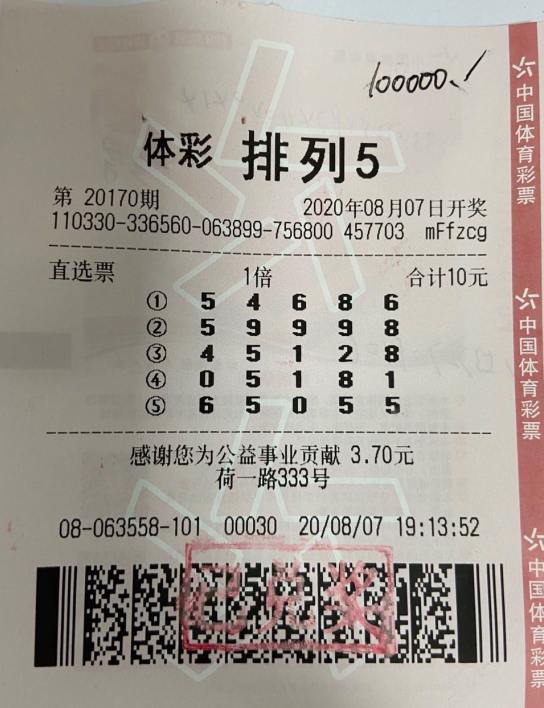 100000.
体彩 排列5
第 20170期 2020年08月07日开奖
110330-336560-063899-756800 457703 mFfzcg
直选票 1倍 合计10元
① 5 4 6 8 6
② 5 9 9 9 8
③ 4 5 1 2 8
④ 0 5 1 8 1
⑤ 6 5 0 5 5
感谢您为公益事业贡献 3.70元
荷一路333号
08-063558-101 00030 20/08/07 19:13:52
已兑奖
中国体育彩票
中国体育彩票
中国体育彩票